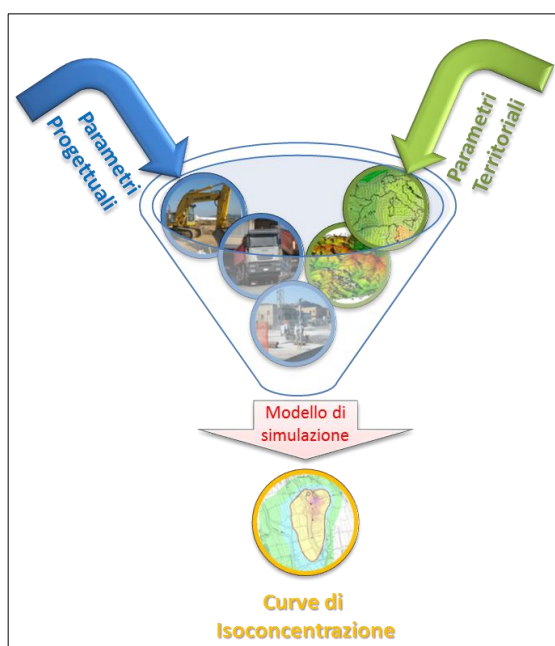 Parametri
Progettuali
Parametri
Territoriali
Modello di
simulazione
Curve di
Isoconcentrazione